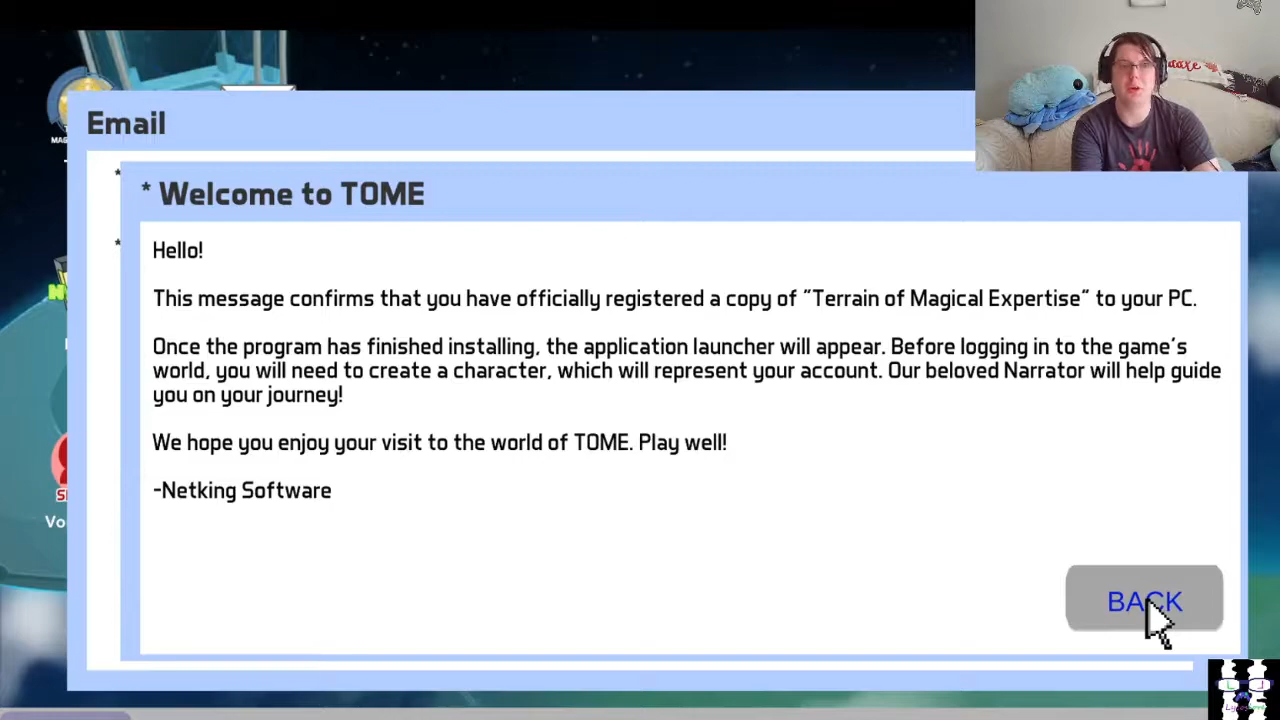 Email
* Welcome to TOME
Hello!
This message confirms that you have officially registered a copy of "Terrain of Magical Expertise" to your PC.
Once the program has finished installing, the application launcher will appear. Before logging in to the game's
world, you will need to create a character, which will represent your account. Our beloved Narrator will help guide
you on your journey!
We hope you enjoy your visit to the world of TOME. Play well!
-Netking Software
BACK